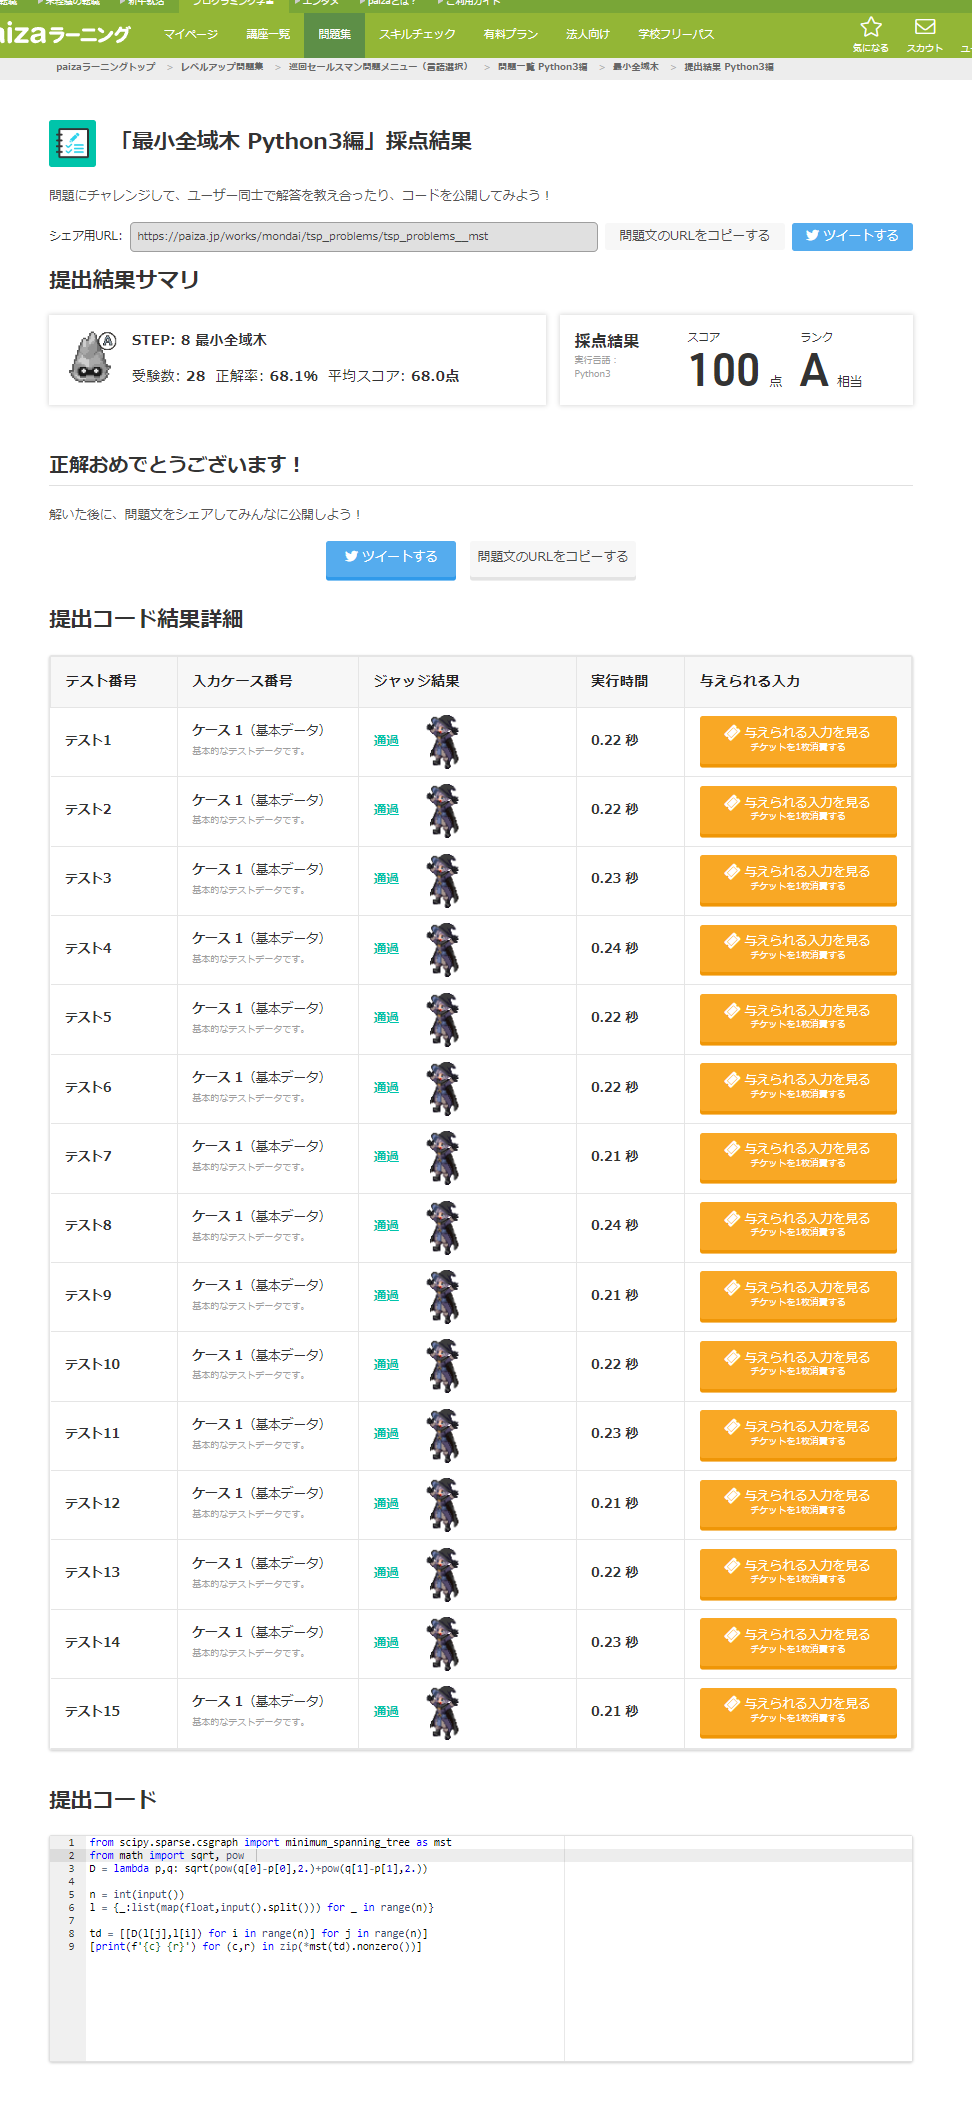 プログラミング学習
エンタメ
paizaとは？
ご利用ガイド
paizaラーニング
マイページ
講座一覧
問題集
スキルチェック
有料プラン
法人向け
学校フリーパス
気になる
スカウト
ユー
paizaラーニングトップ > レベルアップ問題集 > 巡回セールスマン問題メニュー（言語選択） > 問題一覧 Python3編 > 最小全域木 > 提出結果 Python3編
「最小全域木 Python3編」採点結果
問題にチャレンジして、ユーザー同士で解答を教え合ったり、コードを公開してみよう！
シェア用URL: https://paiza.jp/works/mondai/tsp_problems/tsp_problems__mst 問題文のURLをコピーする ツイートする
提出結果サマリ
A
STEP: 8 最小全域木
受験数: 28 正解率: 68.1% 平均スコア: 68.0点
採点結果
実行言語：
Python3
スコア
100 点
ランク
A 相当
正解おめでとうございます！
解いた後に、問題文をシェアしてみんなに公開しよう！
ツイートする 問題文のURLをコピーする
提出コード結果詳細
テスト番号 入力ケース番号 ジャッジ結果 実行時間 与えられる入力
テスト1 ケース 1（基本データ） 通過 0.22 秒 与えられる入力を見る
基本的なテストデータです。 チケットを1枚消費する
テスト2 ケース 1（基本データ） 通過 0.22 秒 与えられる入力を見る
基本的なテストデータです。 チケットを1枚消費する
テスト3 ケース 1（基本データ） 通過 0.23 秒 与えられる入力を見る
基本的なテストデータです。 チケットを1枚消費する
テスト4 ケース 1（基本データ） 通過 0.24 秒 与えられる入力を見る
基本的なテストデータです。 チケットを1枚消費する
テスト5 ケース 1（基本データ） 通過 0.22 秒 与えられる入力を見る
基本的なテストデータです。 チケットを1枚消費する
テスト6 ケース 1（基本データ） 通過 0.22 秒 与えられる入力を見る
基本的なテストデータです。 チケットを1枚消費する
テスト7 ケース 1（基本データ） 通過 0.21 秒 与えられる入力を見る
基本的なテストデータです。 チケットを1枚消費する
テスト8 ケース 1（基本データ） 通過 0.24 秒 与えられる入力を見る
基本的なテストデータです。 チケットを1枚消費する
テスト9 ケース 1（基本データ） 通過 0.21 秒 与えられる入力を見る
基本的なテストデータです。 チケットを1枚消費する
テスト10 ケース 1（基本データ） 通過 0.22 秒 与えられる入力を見る
基本的なテストデータです。 チケットを1枚消費する
テスト11 ケース 1（基本データ） 通過 0.23 秒 与えられる入力を見る
基本的なテストデータです。 チケットを1枚消費する
テスト12 ケース 1（基本データ） 通過 0.21 秒 与えられる入力を見る
基本的なテストデータです。 チケットを1枚消費する
テスト13 ケース 1（基本データ） 通過 0.22 秒 与えられる入力を見る
基本的なテストデータです。 チケットを1枚消費する
テスト14 ケース 1（基本データ） 通過 0.23 秒 与えられる入力を見る
基本的なテストデータです。 チケットを1枚消費する
テスト15 ケース 1（基本データ） 通過 0.21 秒 与えられる入力を見る
基本的なテストデータです。 チケットを1枚消費する
提出コード
1 from scipy.sparse.csgraph import minimum_spanning_tree as mst
2 from math import sqrt, pow
3 D = lambda p,q: sqrt(pow(q[0]-p[0],2.)+pow(q[1]-p[1],2.))
4
5 n = int(input())
6 l = {_:list(map(float,input().split())) for _ in range(n)}
7
8 td = [[D(l[j],l[i]) for i in range(n)] for j in range(n)]
9 [print(f'{c} {r}') for (c,r) in zip(*mst(td).nonzero())]